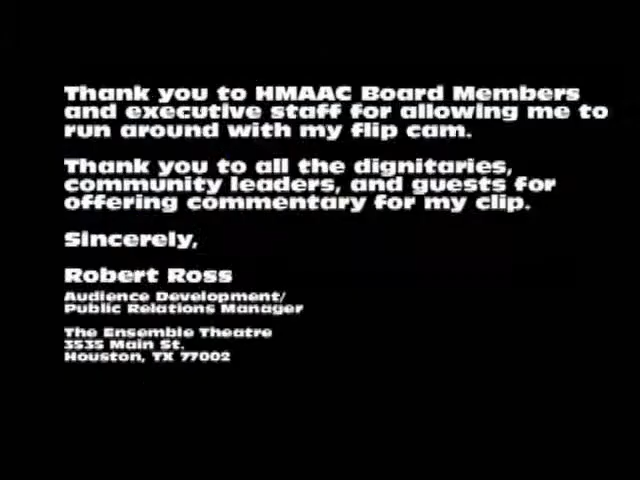 Thank you to HMAAC Board Members
and executive staff for allowing me to
run around with my flip cam.
Thank you to all the dignitaries,
community leaders, and guests for
offering commentary for my clip.
Sincerely,
Robert Ross
Audience Development/
Public Relations Manager
The Ensemble Theatre
3535 Main St.
Houston, TX 77002